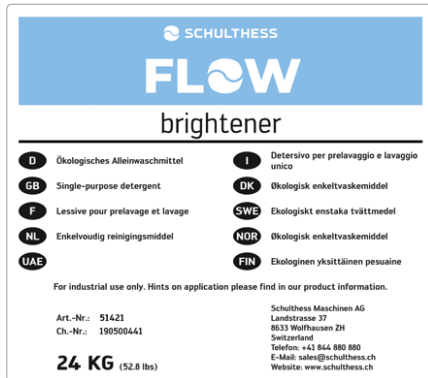 SCHULTHESS
FLOW
brightener
D Ökologisches Alleinwaschmittel
GB Single-purpose detergent
F Lessive pour prelavage et lavage
NL Enkelvoudig reinigingsmiddel
UAE
I Detersivo per prelavaggio e lavaggio
unico
DK Økologisk enkeltvaskemiddel
SWE Ekologiskt enstaka tvättmedel
NOR Økologisk enkeltvaskemiddel
FIN Ekologinen yksittäinen pesuaine
For industrial use only. Hints on application please find in our product information.
Art.-Nr.: 51421
Ch.-Nr.: 190500441
24 KG (52.8 lbs)
Schulthess Maschinen AG
Landstrasse 37
8633 Wolfhausen ZH
Switzerland
Telefon: +41 844 880 880
E-Mail: sales@schulthess.ch
Website: www.schulthess.ch